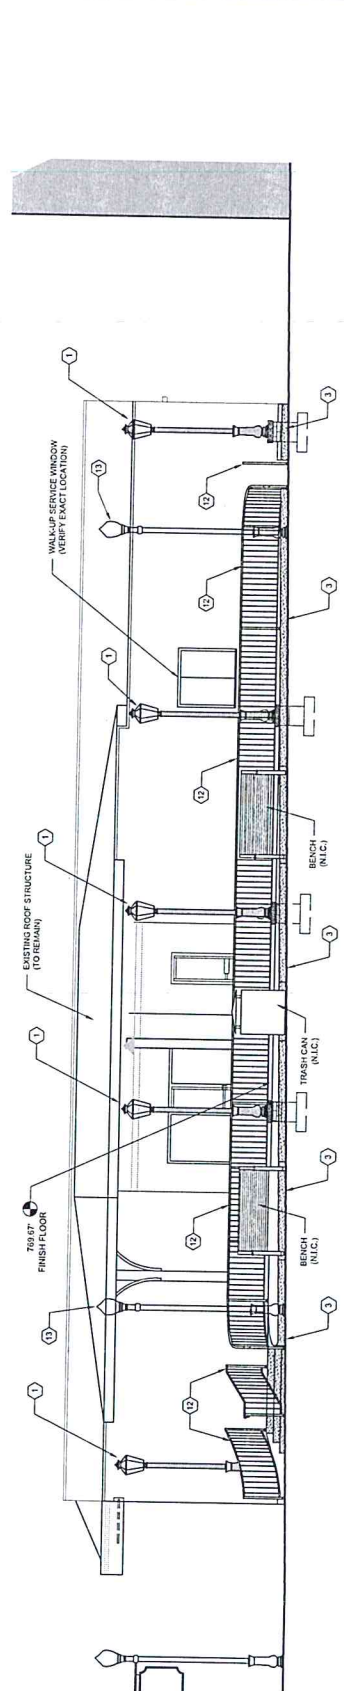 1
13
769.67'
FINISH FLOOR
1
EXISTING ROOF STRUCTURE
(TO REMAIN)
1
1
WALK-UP SERVICE WINDOW
(VERIFY EXACT LOCATION)
13
1
12
12
12
12
12
3
BENCH
(N.I.C.)
3
TRASH CAN
(N.I.C.)
3
BENCH
(N.I.C.)
3
3